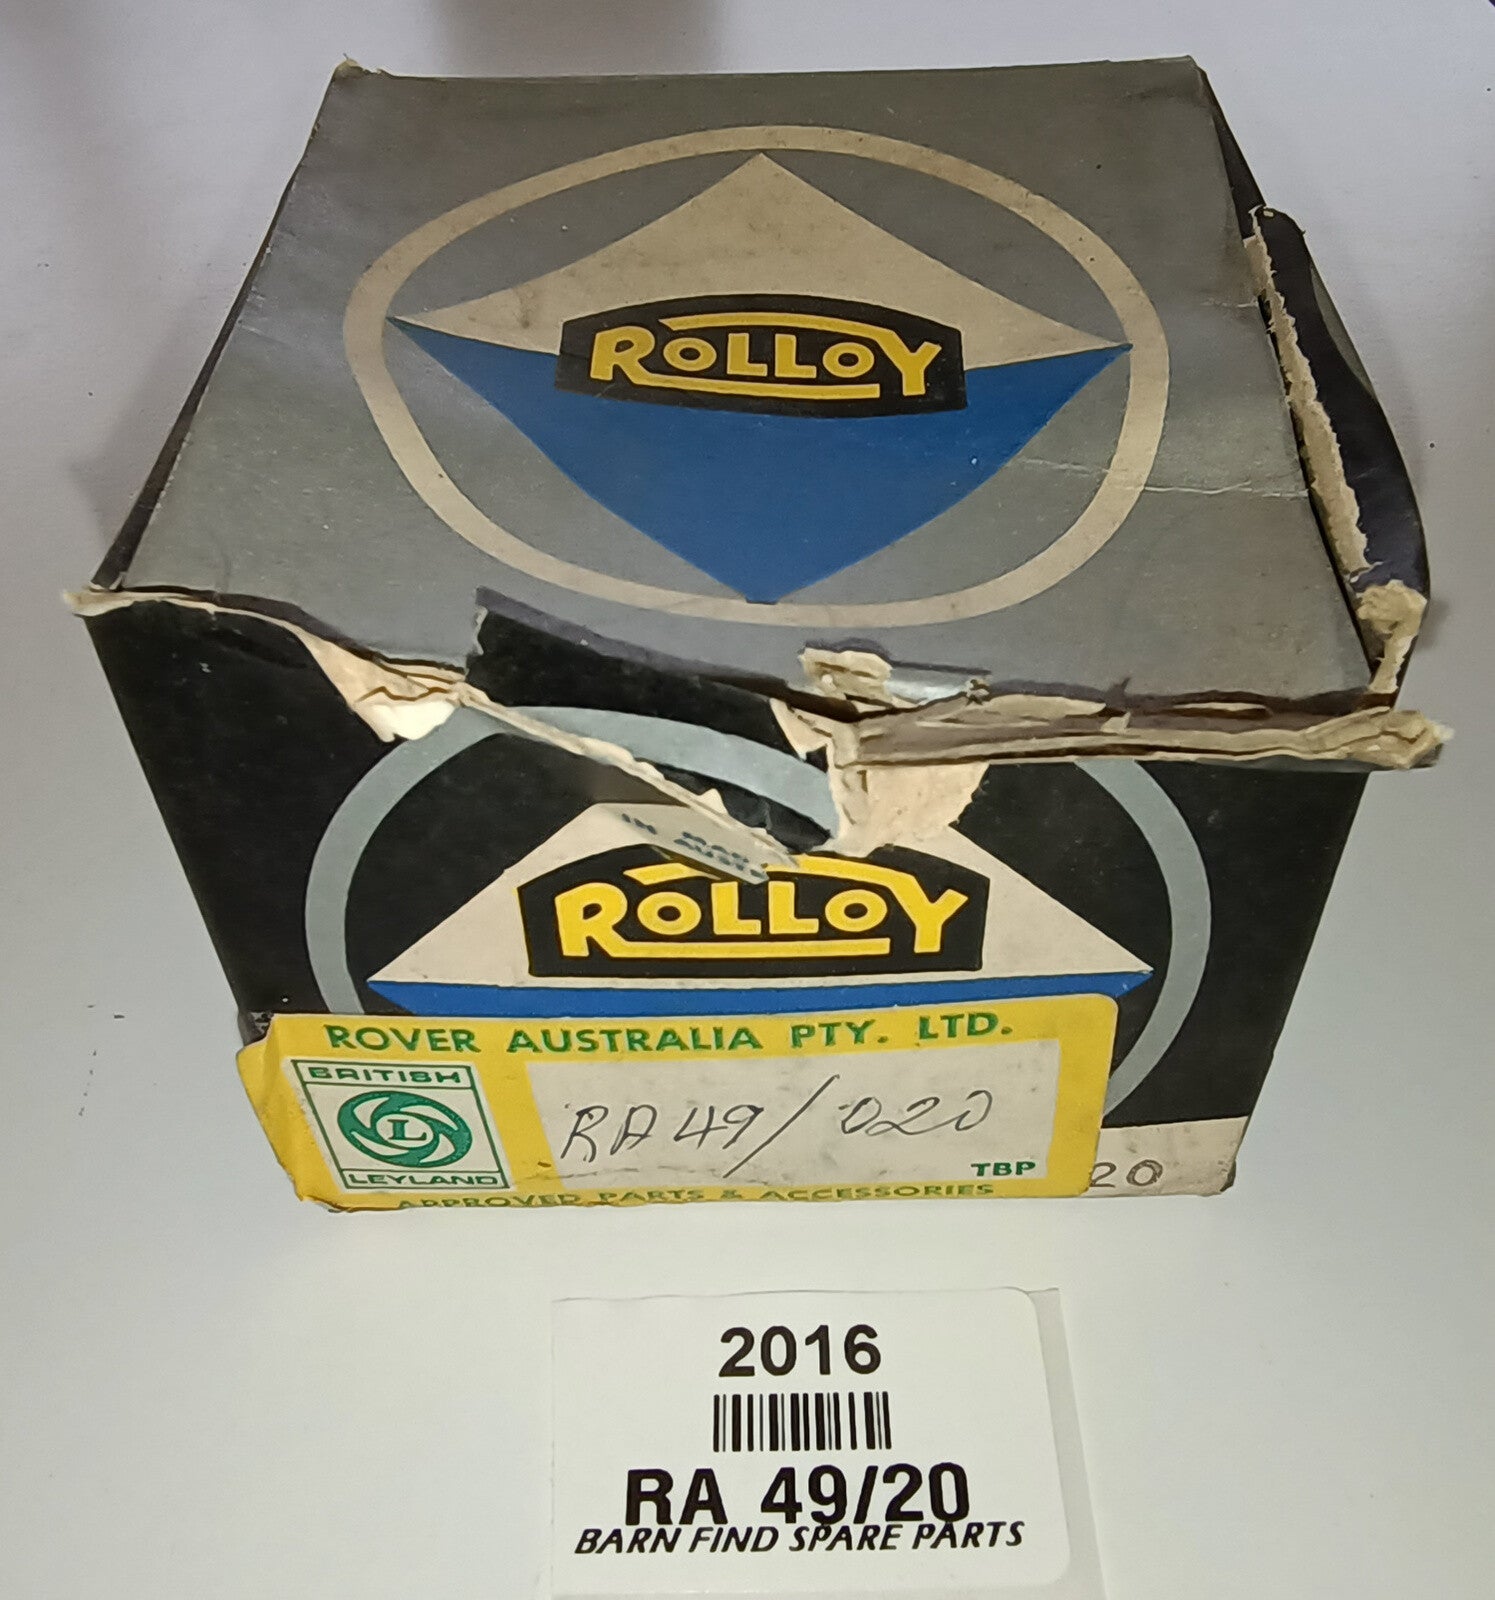 ROLLOY
IN
ROLLOY
ROVER AUSTRALIA PTY. LTD.
BRITISH
L
LEYLAND
RA 49/020
TBP
20
APPROVED PARTS & ACCESSORIES
2016
RA 49/20
BARN FIND SPARE PARTS